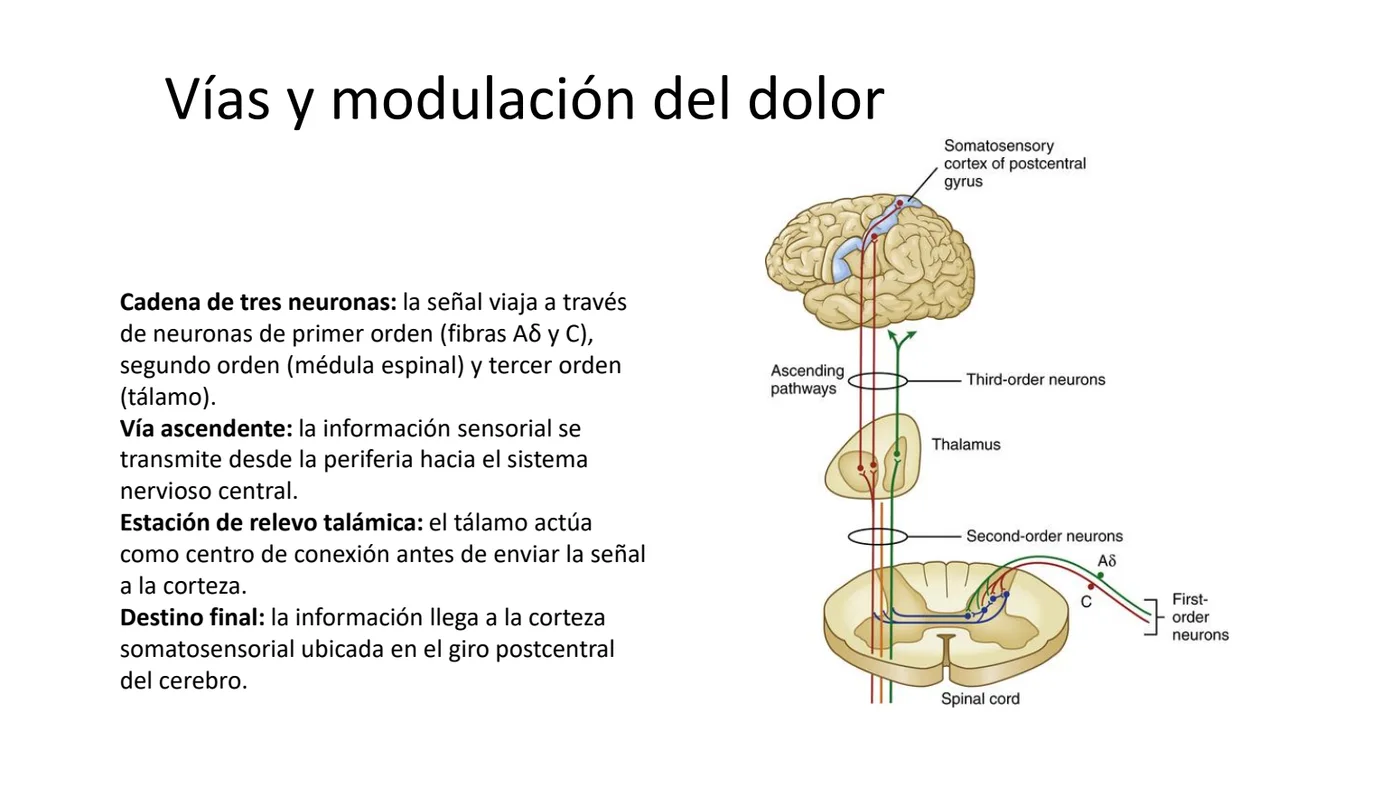 Vías y modulación del dolor
Cadena de tres neuronas: la señal viaja a través
de neuronas de primer orden (fibras Aδ y C),
segundo orden (médula espinal) y tercer orden
(tálamo).
Vía ascendente: la información sensorial se
transmite desde la periferia hacia el sistema
nervioso central.
Estación de relevo talámica: el tálamo actúa
como centro de conexión antes de enviar la señal
a la corteza.
Destino final: la información llega a la corteza
somatosensorial ubicada en el giro postcentral
del cerebro.
Somatosensory
cortex of postcentral
gyrus
Ascending
pathways
Third-order neurons
Thalamus
Second-order neurons
Aδ
C
First-
order
neurons
Spinal cord